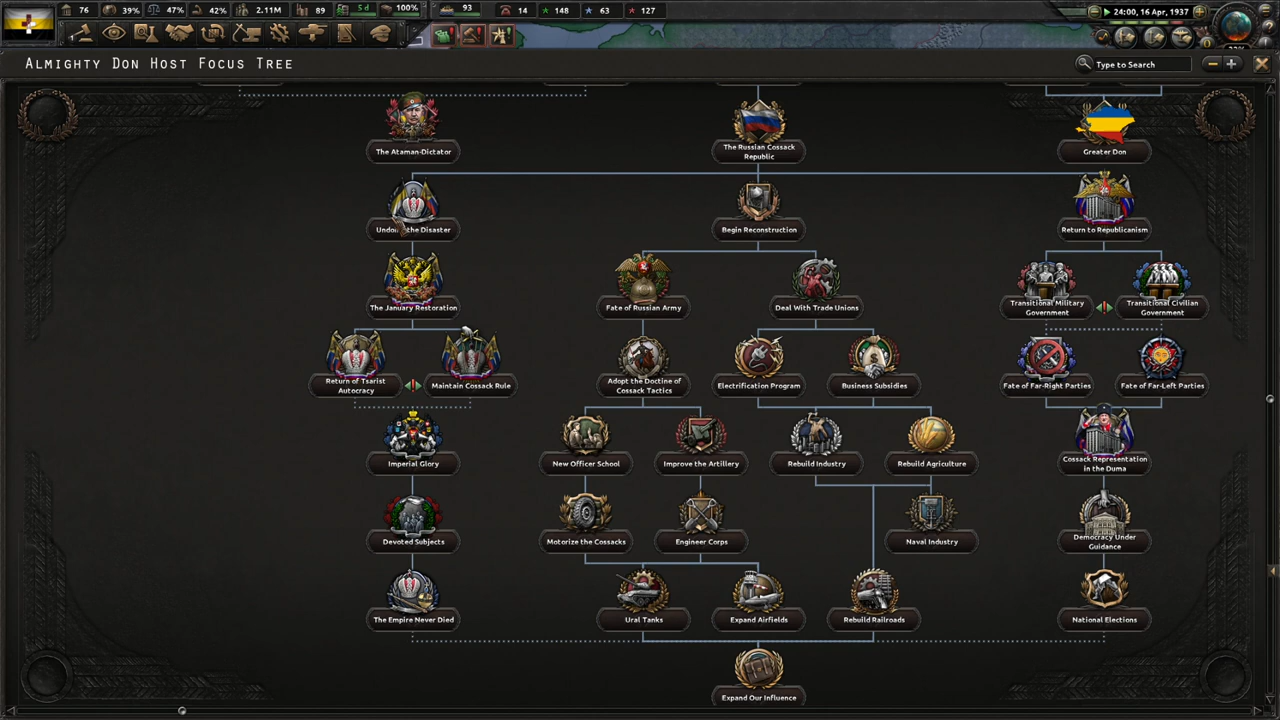 76 39% 47% 42% 2.11M 89 5 d 100% 93 14 148 63 127 24:00, 16 Apr, 1937
Almighty Don Host Focus Tree
Type to Search
The Ataman-Dictator
The Russian Cossack
Republic
Greater Don
the Disaster
Begin Reconstruction
Return to Republicanism
The January Restoration
Fate of Russian Army
Deal With Trade Unions
Transitional Military
Government
Transitional Civilian
Government
Return of Tsarist
Autocracy
Maintain Cossack Rule
Adopt the Doctine of
Cossack Tactics
Electrification Program
Business Subsidies
Fate of Far-Right Parties
Fate of Far-Left Parties
Imperial Glory
New Officer School
Improve the Artillery
Rebuild Industry
Rebuild Agriculture
Cossack Representation
in the Duma
Devoted Subjects
Motorize the Cossacks
Engineer Corps
Naval Industry
Democracy Under
Guidance
The Empire Never Died
Ural Tanks
Expand Airfields
Rebuild Railroads
National Elections
Expand Our Influence